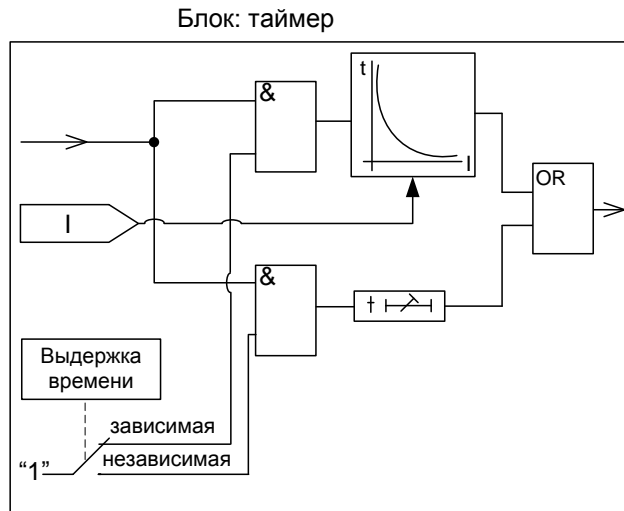 Блок: таймер
&
t
I
OR
I
&
t
Выдержка
времени
зависимая
независимая
“1”